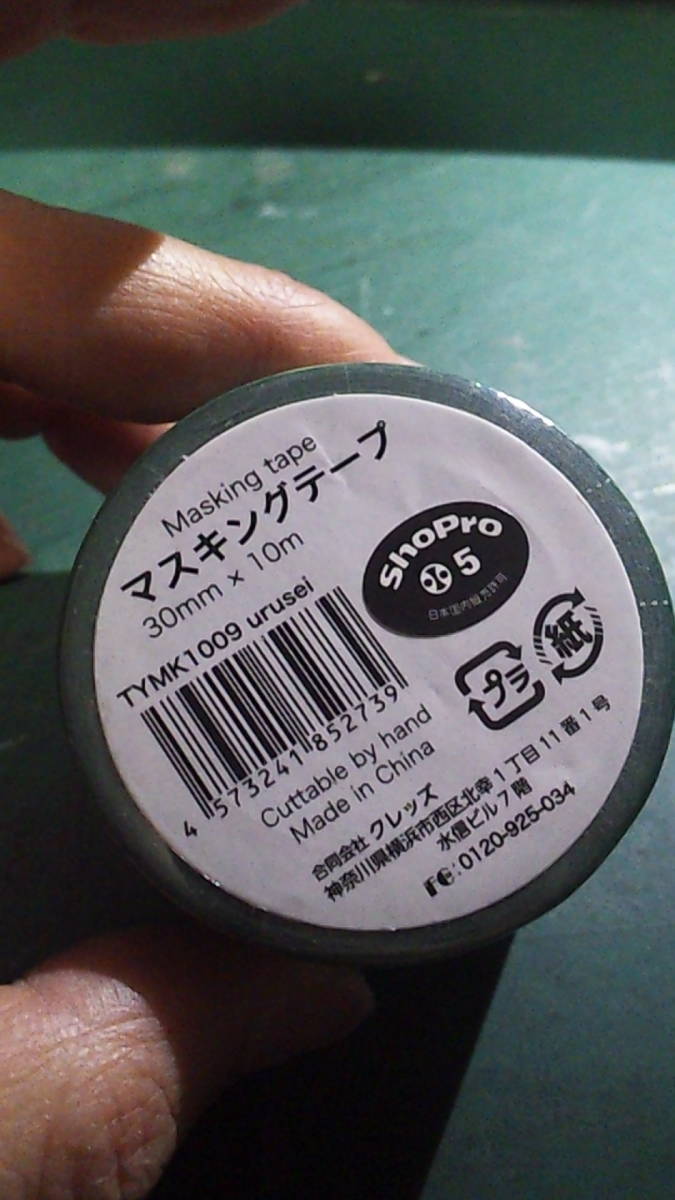 Masking tape
マスキングテープ
30mm × 10m
TYMK1009 urusei
ShoPro
5
日本国内販売許可
プラ
紙
4 573241 852739
Cuttable by hand
Made in China
合同会社 クレッズ
神奈川県横浜市西区北幸1丁目11番1号
水信ビル7階
:0120-925-034